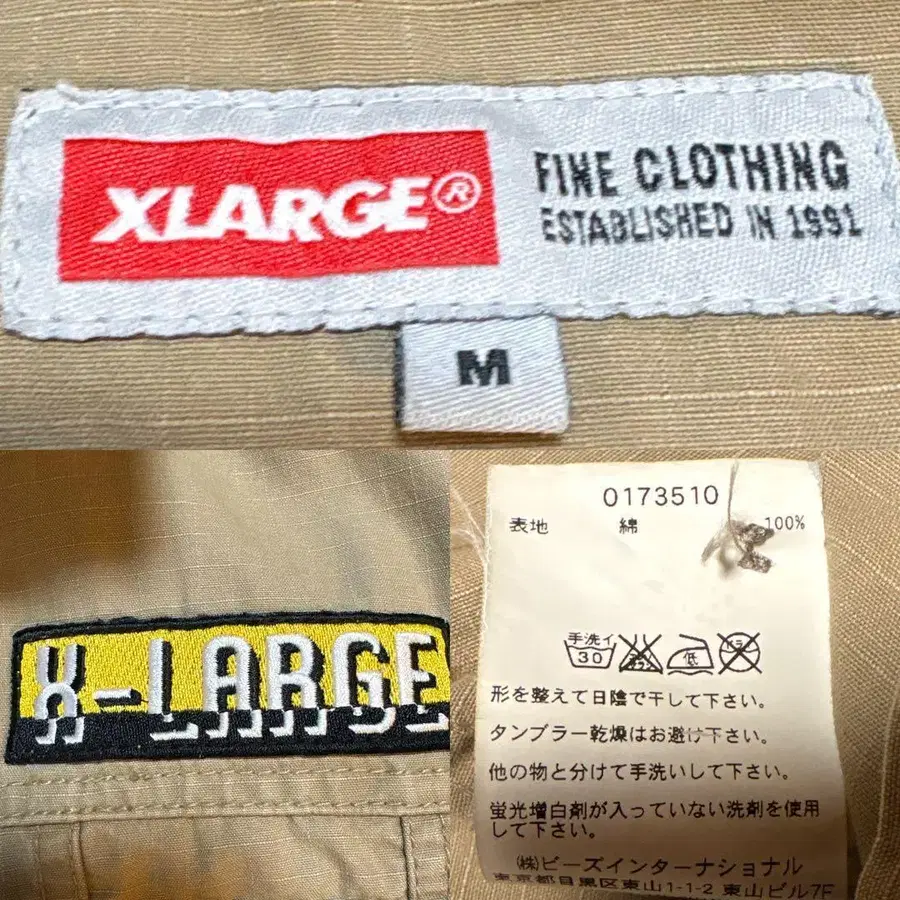 XLARGE®
FINE CLOTHING
ESTABLISHED IN 1991
M
X-LARGE
0173510
表地 綿 100%
手洗イ
30
低
ドライ
形を整えて日陰で干して下さい。
タンブラー乾燥はお避け下さい。
他の物と分けて手洗いして下さい。
蛍光増白剤が入っていない洗剤を使用
して下さい。
㈱ビーズインターナショナル
東京都目黒区東山1-1-2 東山ビル7F